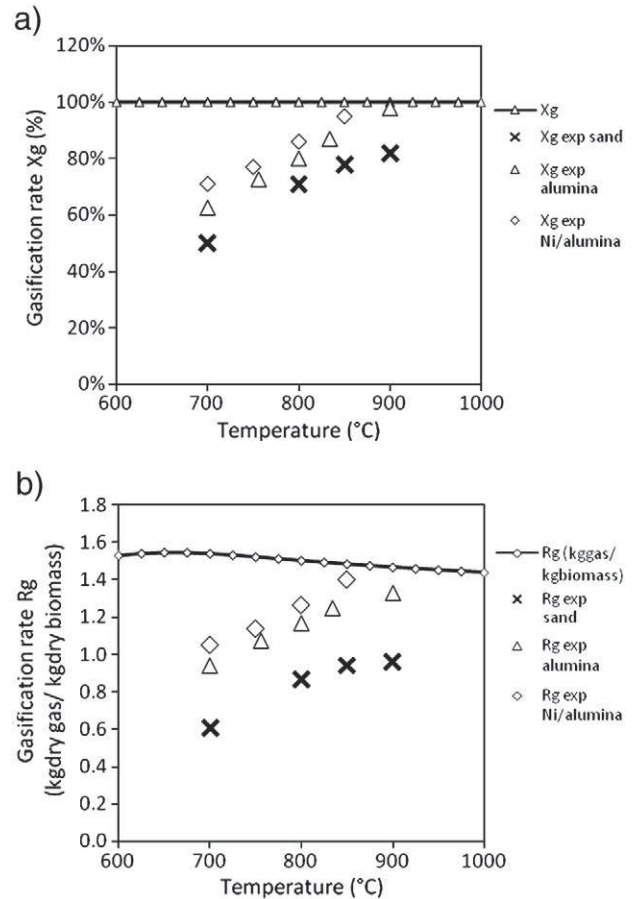 a)
120%
100%
80%
60%
40%
20%
0%
600 700 800 900 1000
Temperature (°C)
Gasification rate Xg (%)
Xg
Xg exp sand
Xg exp
alumina
Xg exp
Ni/alumina
b)
1.8
1.6
1.4
1.2
1.0
0.8
0.6
0.4
0.2
0.0
600 700 800 900 1000
Temperature (°C)
Gasification rate Rg
(kgdry gas/ kgdry biomass)
Rg (kggas/
kgbiomass)
Rg exp
sand
Rg exp
alumina
Rg exp
Ni/alumina